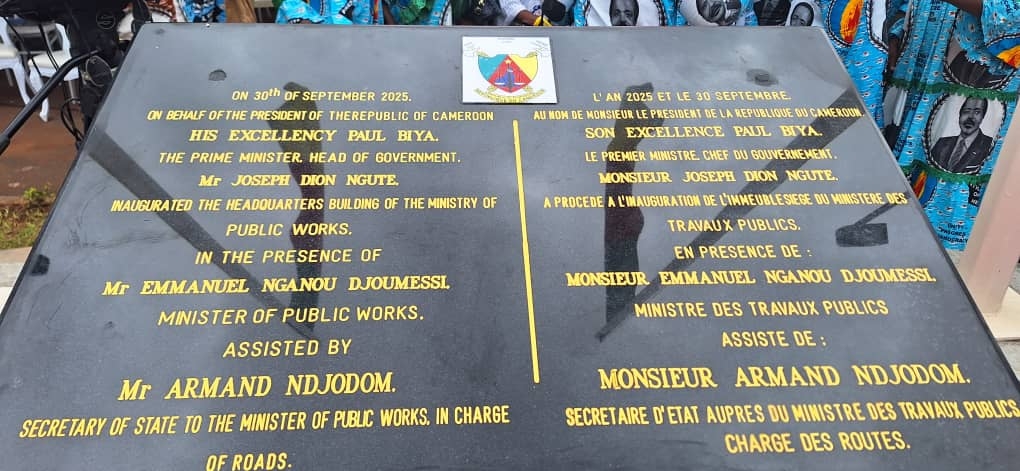 ON 30th OF SEPTEMBER 2025.
ON BEHALF OF THE PRESIDENT OF THEREPUBLIC OF CAMEROON
HIS EXCELLENCY PAUL BIYA.
THE PRIME MINISTER, HEAD OF GOVERNMENT.
Mr JOSEPH DION NGUTE.
INAUGURATED THE HEADQUARTERS BUILDING OF THE MINISTRY OF
PUBLIC WORKS.
IN THE PRESENCE OF
Mr EMMANUEL NGANOU DJOUMESSI.
MINISTER OF PUBLIC WORKS.
ASSISTED BY
Mr ARMAND NDJODOM.
SECRETARY OF STATE TO THE MINISTER OF PUBLIC WORKS, IN CHARGE
OF ROADS.
L' AN 2025 ET LE 30 SEPTEMBRE.
AU NOM DE MONSIEUR LE PRESIDENT DE LA REPUBLIQUE DU CAMEROUN.
SON EXCELLENCE PAUL BIYA.
LE PREMIER MINISTRE, CHEF DU GOUVERNEMENT.
MONSIEUR JOSEPH DION NGUTE.
A PROCEDE A L'INAUGURATION DE L'IMMEUBLESIEGE DU MINISTERE DES
TRAVAUX PUBLICS.
EN PRESENCE DE :
MONSIEUR EMMANUEL NGANOU DJOUMESSI.
MINISTRE DES TRAVAUX PUBLICS
ASSISTE DE :
MONSIEUR ARMAND NDJODOM.
SECRETAIRE D'ETAT AUPRES DU MINISTRE DES TRAVAUX PUBLICS
CHARGE DES ROUTES.